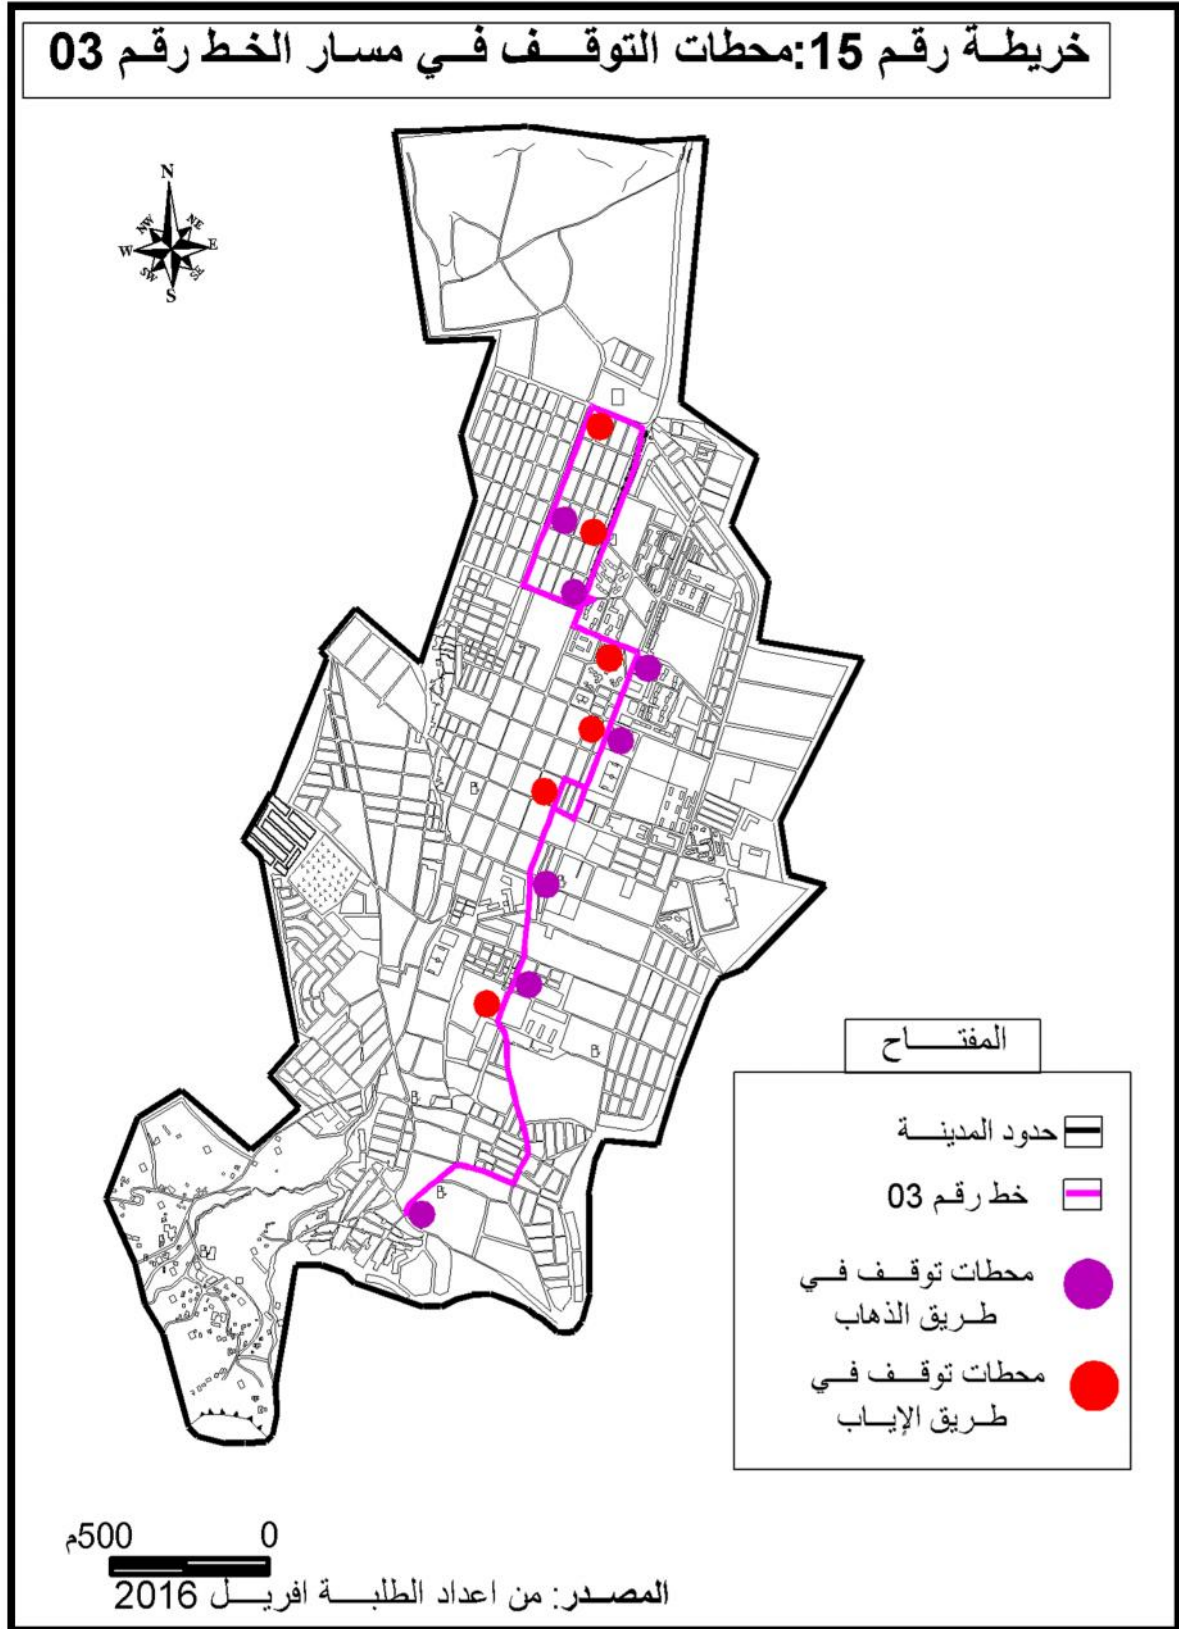 خريطة رقم 15:محطات التوقف في مسار الخط رقم 03
N
NW
NE
W
E
SW
SE
S
المفتاح
حدود المدينة
خط رقم 03
محطات توقف في
طريق الذهاب
محطات توقف في
طريق الإياب
500م
0
المصدر: من اعداد الطلبة افريل 2016